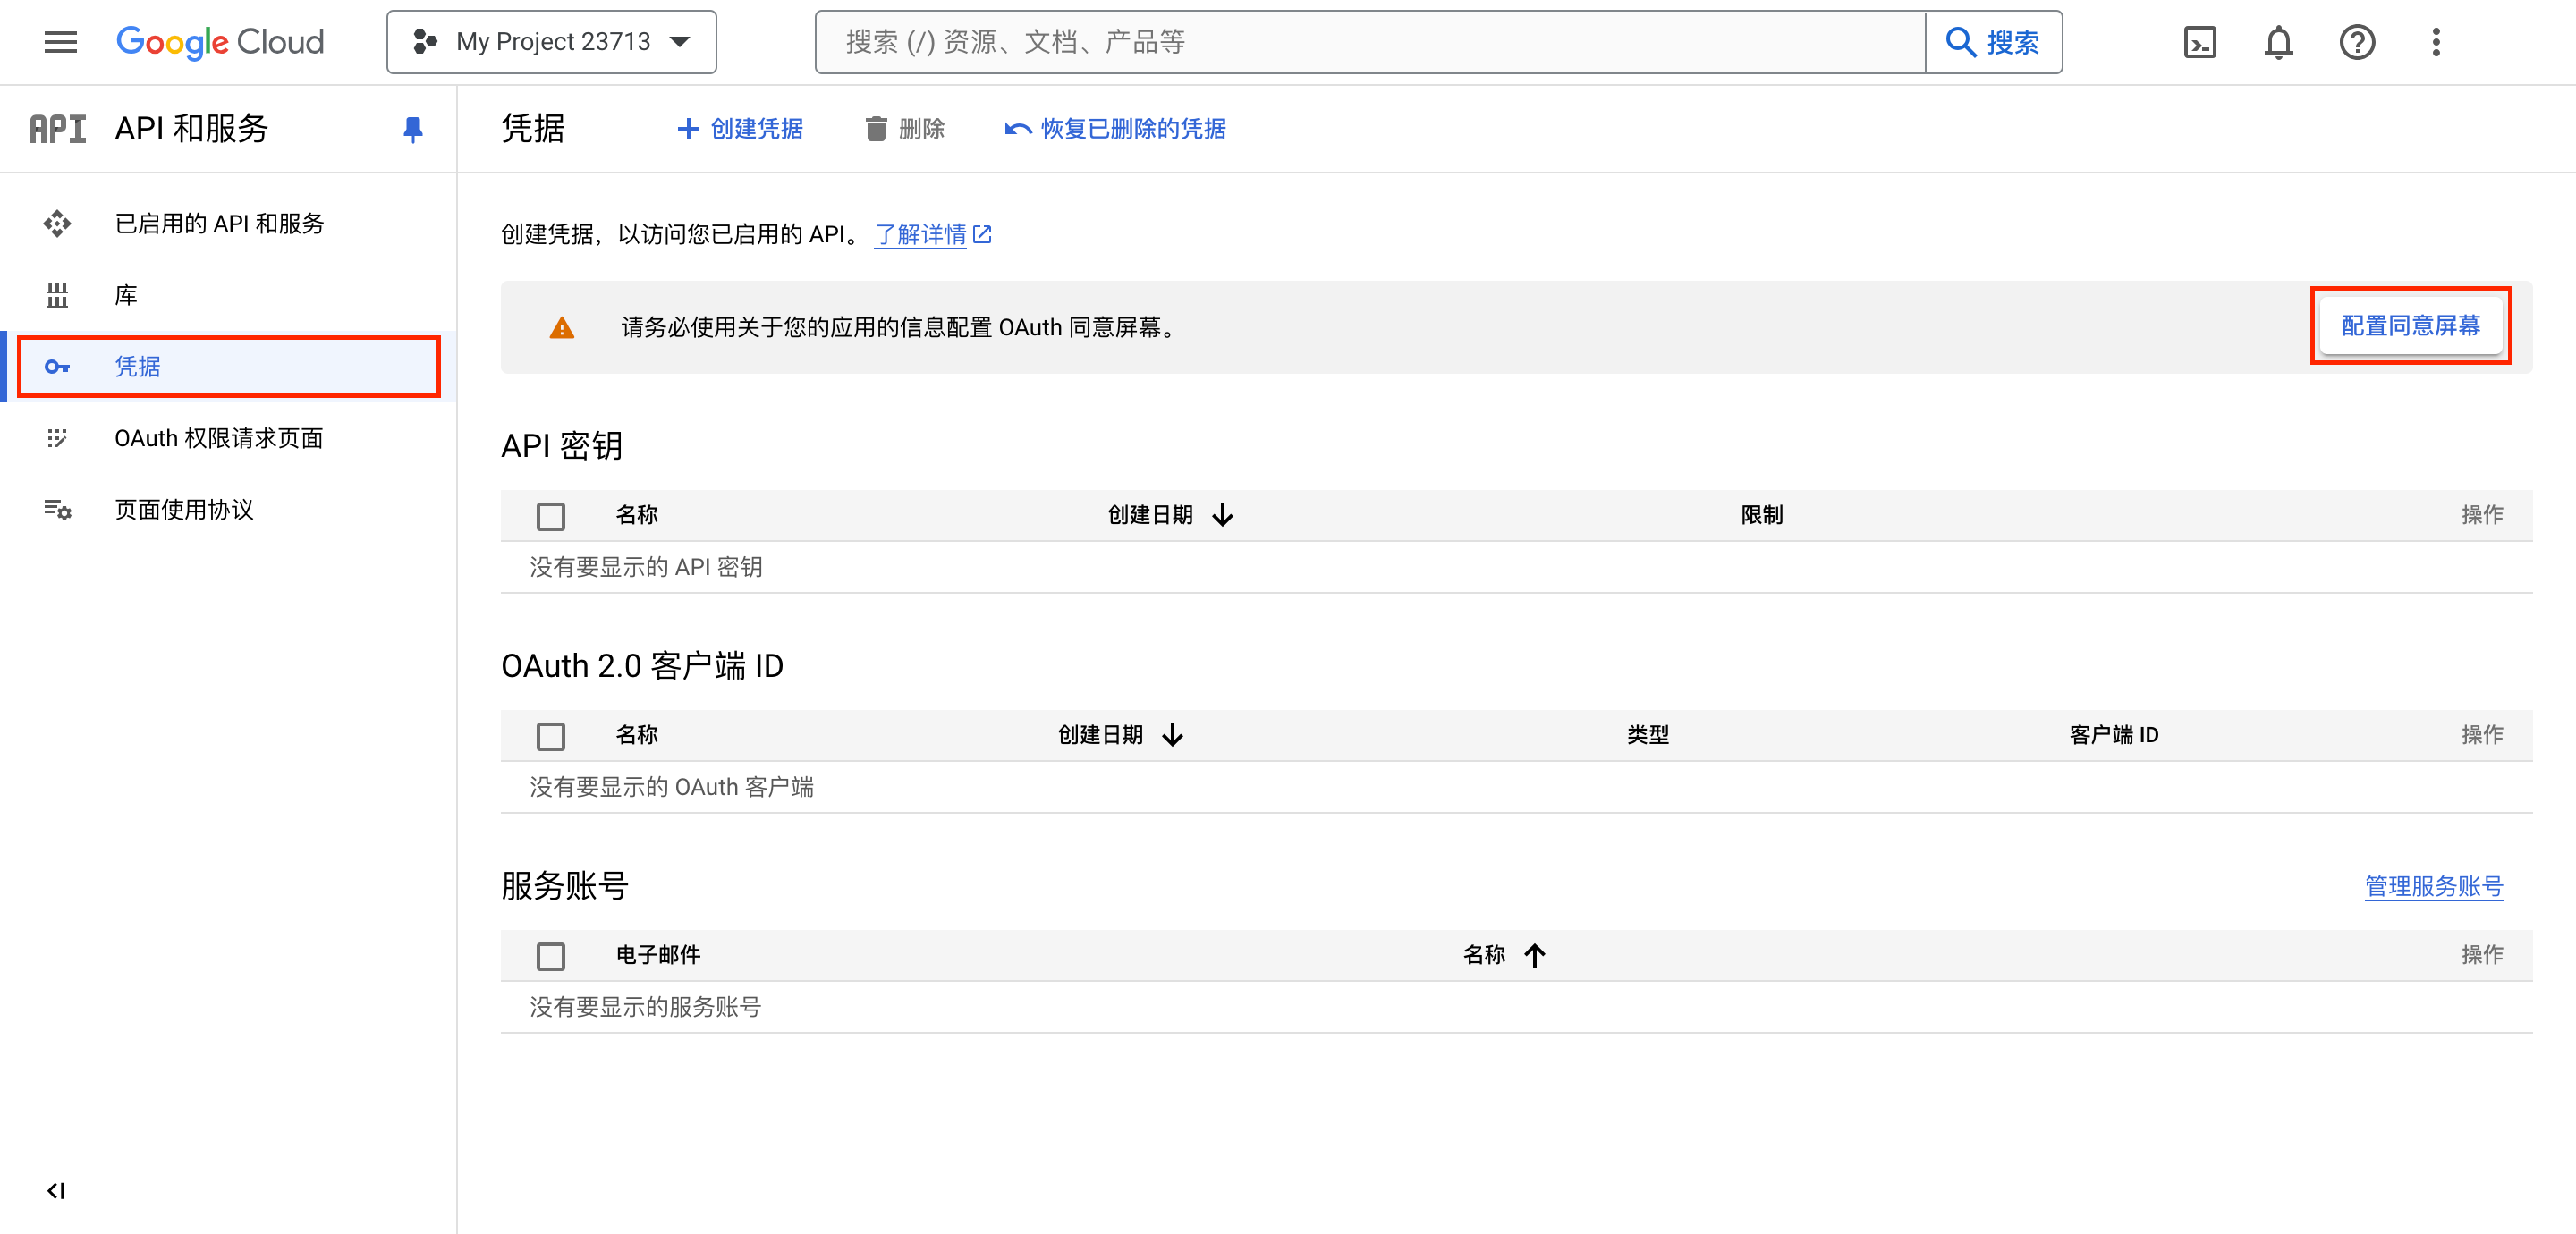 Google Cloud
My Project 23713
搜索 (/) 资源、文档、产品等
搜索
API
API 和服务
凭据
创建凭据
删除
恢复已删除的凭据
已启用的 API 和服务
库
凭据
OAuth 权限请求页面
页面使用协议
创建凭据，以访问您已启用的 API。 了解详情
请务必使用关于您的应用的信息配置 OAuth 同意屏幕。
配置同意屏幕
API 密钥
名称 创建日期 限制 操作
没有要显示的 API 密钥
OAuth 2.0 客户端 ID
名称 创建日期 类型 客户端 ID 操作
没有要显示的 OAuth 客户端
服务账号
管理服务账号
电子邮件 名称 操作
没有要显示的服务账号